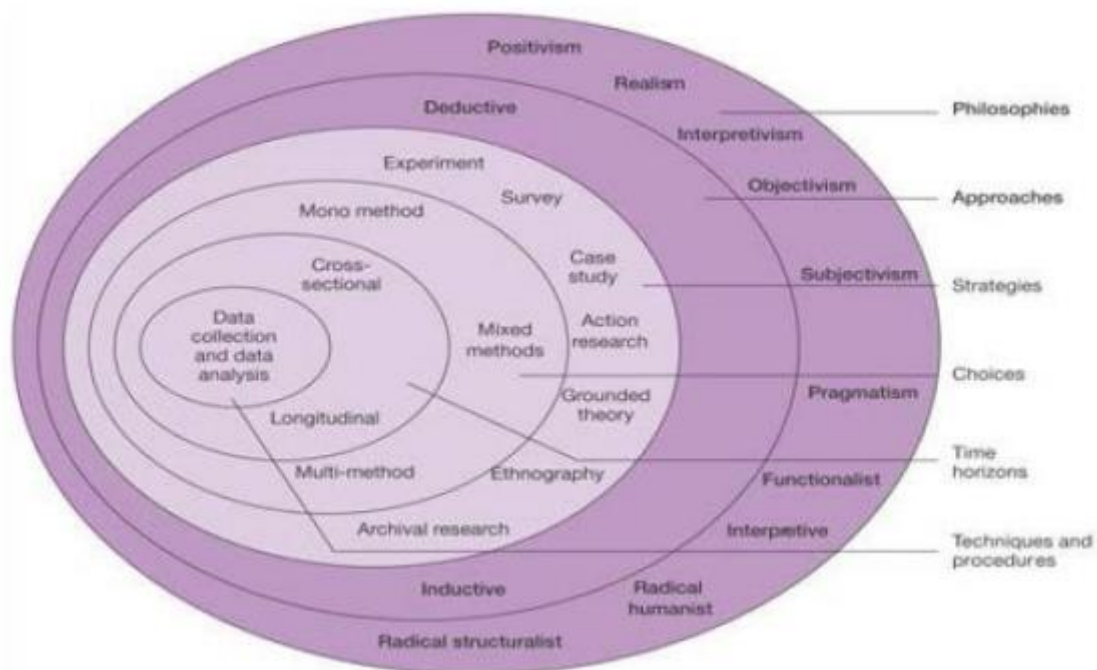 Positivism
Realism
Philosophies
Deductive
Interpretivism
Experiment
Objectivism
Survey
Approaches
Mono method
Case
study
Cross-
sectional
Subjectivism
Strategies
Data
collection
and data
analysis
Mixed
methods
Action
research
Choices
Pragmatism
Grounded
theory
Longitudinal
Time
horizons
Multi-method
Ethnography
Functionalist
Archival research
Interpretive
Techniques and
procedures
Inductive
Radical
humanist
Radical structuralist